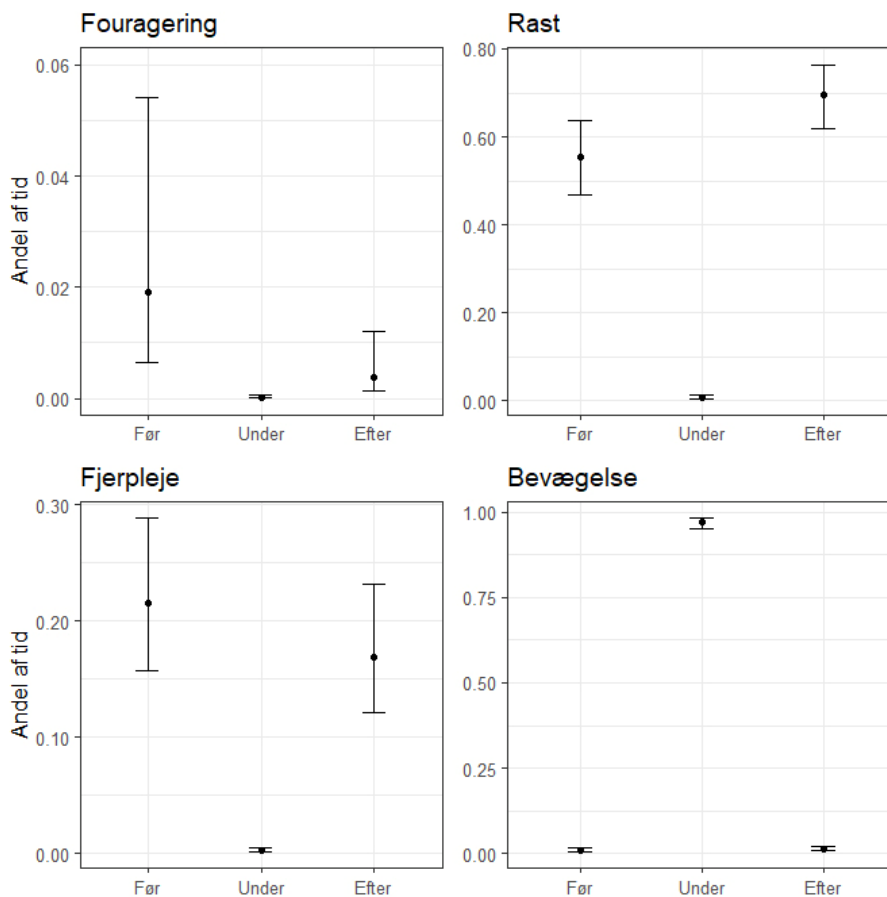 Fouragering
Andel af tid
0.06
0.04
0.02
0.00
Før Under Efter
Rast
0.80
0.60
0.40
0.20
0.00
Før Under Efter
Fjerpleje
Andel af tid
0.30
0.20
0.10
0.00
Før Under Efter
Bevægelse
1.00
0.75
0.50
0.25
0.00
Før Under Efter